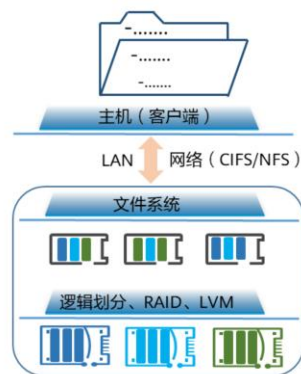 -.......
-.......
-.......
主机（客户端）
LAN 网络（CIFS/NFS）
文件系统
逻辑划分、RAID、LVM